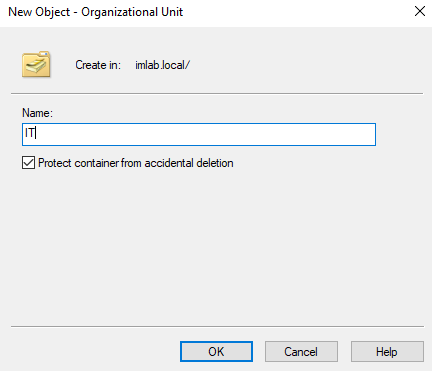 New Object - Organizational Unit
Create in: imlab.local/
Name:
IT
Protect container from accidental deletion
OK Cancel Help